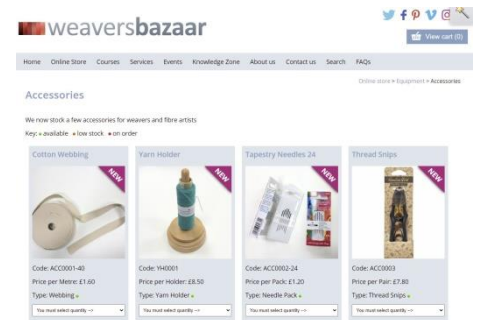 weaversbazaar
View cart (0)
Home Online Store Courses Services Events Knowledge Zone About us Contact us Search FAQs
Online store > Equipment > Accessories
Accessories
We now stock a few accessories for weavers and fibre artists
Key: available low stock on order
Cotton Webbing
NEW
Code: ACC0001-40
Price per Metre: £1.60
Type: Webbing
You must select quantity -->
Yarn Holder
NEW
Code: YH0001
Price per Holder: £8.50
Type: Yarn Holder
You must select quantity -->
Tapestry Needles 24
NEW
Code: ACC0002-24
Price per Pack: £1.20
Type: Needle Pack
You must select quantity -->
Thread Snips
NEW
Code: ACC0003
Price per Pair: £7.80
Type: Thread Snips
You must select quantity -->